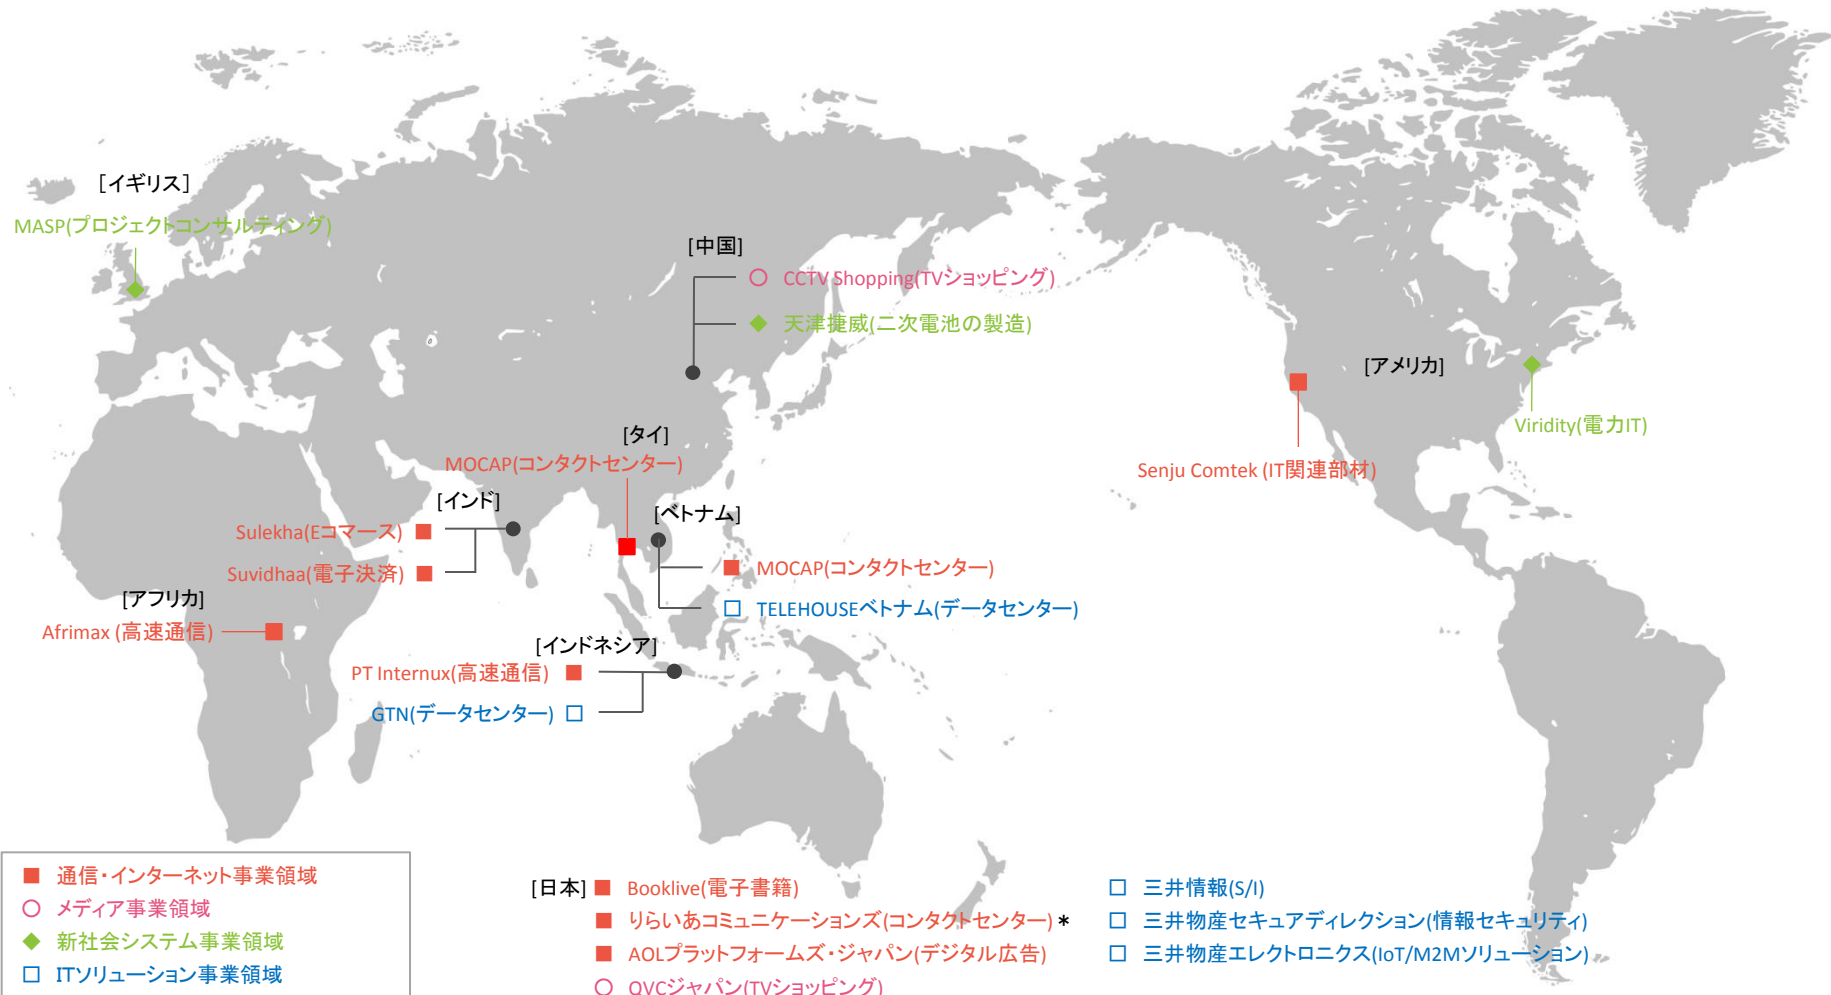 [イギリス]
MASP(プロジェクトコンサルティング)
[中国]
CCTV Shopping(TVショッピング)
天津捷威(二次電池の製造)
[アメリカ]
Viridity(電力IT)
Senju Comtek (IT関連部材)
[タイ]
MOCAP(コンタクトセンター)
[インド]
Sulekha(Eコマース)
Suvidhaa(電子決済)
[ベトナム]
MOCAP(コンタクトセンター)
TELEHOUSEベトナム(データセンター)
[アフリカ]
Afrimax (高速通信)
[インドネシア]
PT Internux(高速通信)
GTN(データセンター)
通信・インターネット事業領域
メディア事業領域
新社会システム事業領域
ITソリューション事業領域
[日本]
Booklive(電子書籍)
りらいあコミュニケーションズ(コンタクトセンター)*
AOLプラットフォームズ・ジャパン(デジタル広告)
QVCジャパン(TVショッピング)
三井情報(S/I)
三井物産セキュアディレクション(情報セキュリティ)
三井物産エレクトロニクス(IoT/M2Mソリューション)